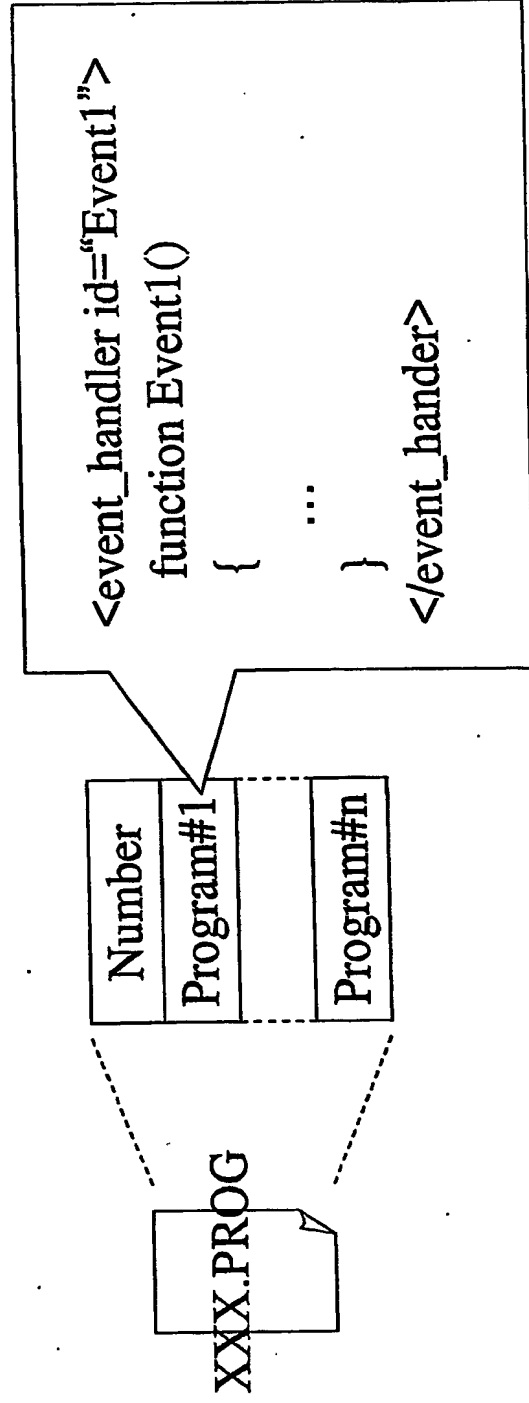 XXX.PROG
Number
Program#1
Program#n
<event_handler id=“Event1”>
function Event1()
{
...
}
</event_hander>